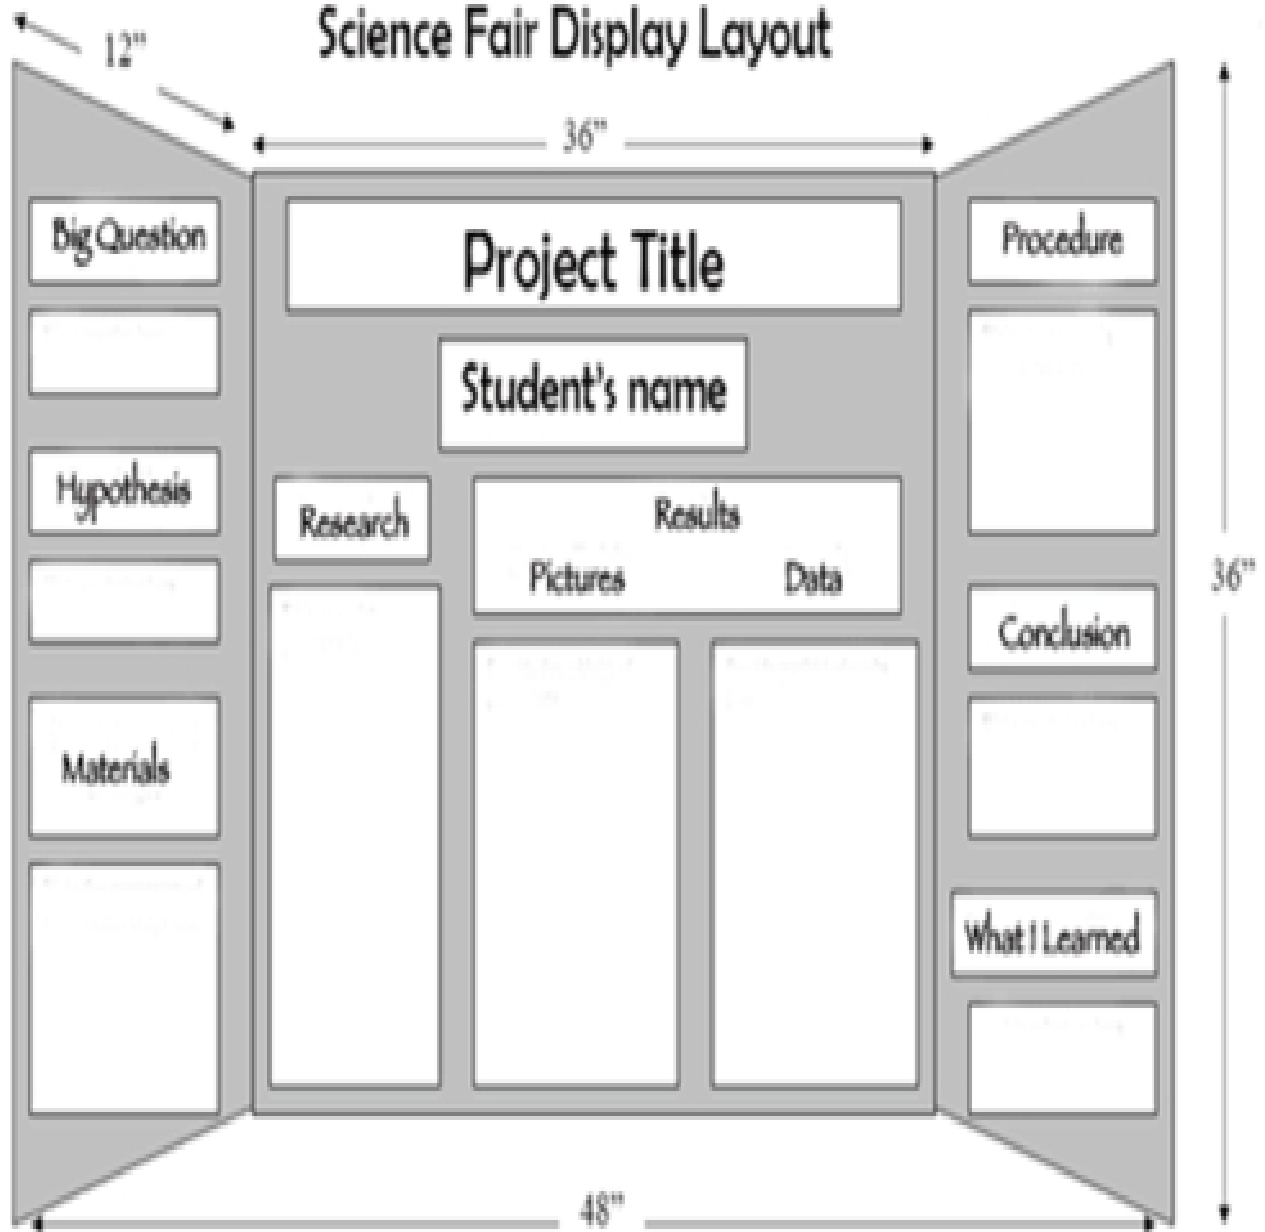 Science Fair Display Layout
12”
36”
Big Question
Hypothesis
Materials
Project Title
Student's name
Research
Results
Pictures Data
Procedure
Conclusion
What I Learned
36”
48”